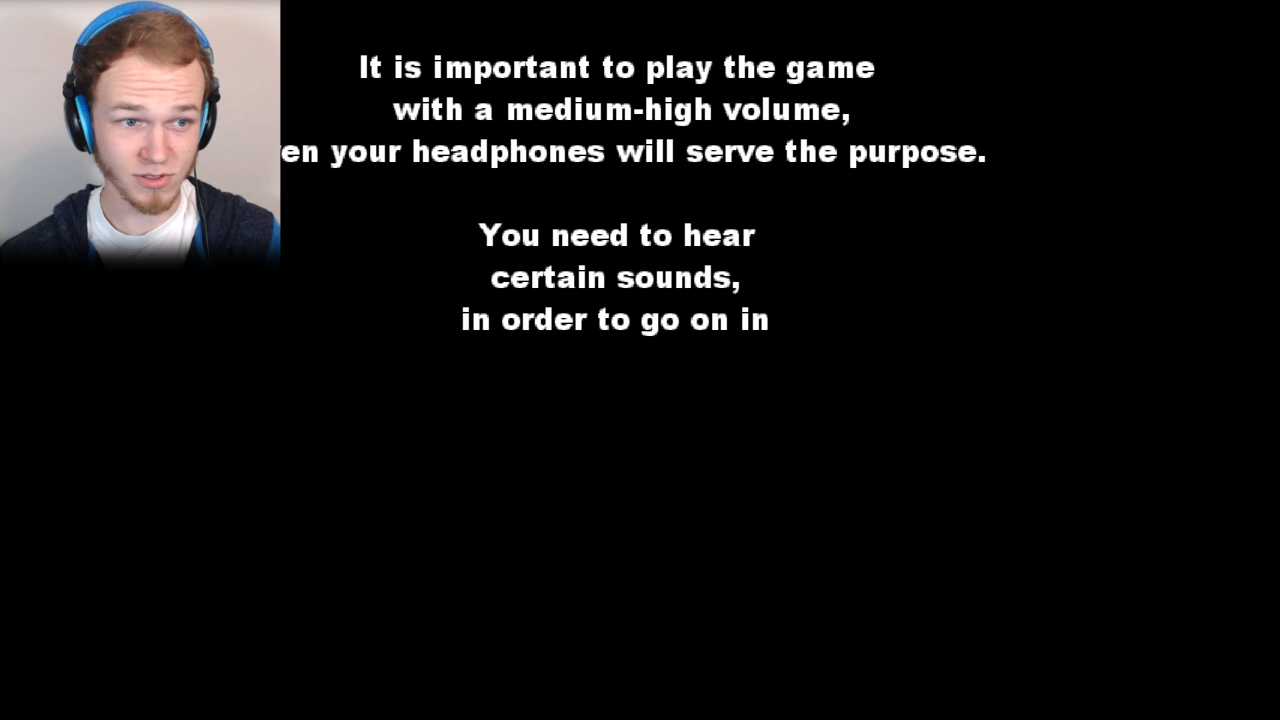 It is important to play the game
with a medium-high volume,
your headphones will serve the purpose.
You need to hear
certain sounds,
in order to go on in